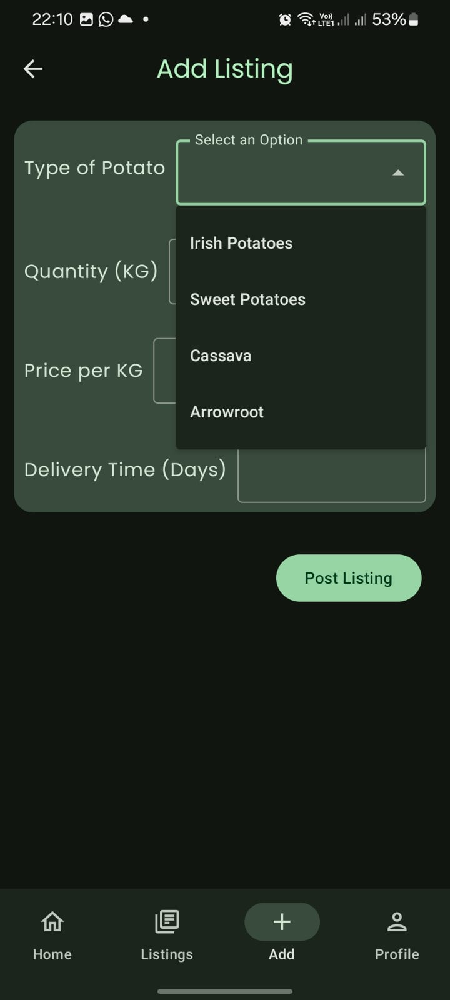 22:10
Vo)) LTE1 53%
Add Listing
Select an Option
Type of Potato
Irish Potatoes
Quantity (KG)
Sweet Potatoes
Cassava
Price per KG
Arrowroot
Delivery Time (Days)
Post Listing
Home Listings Add Profile